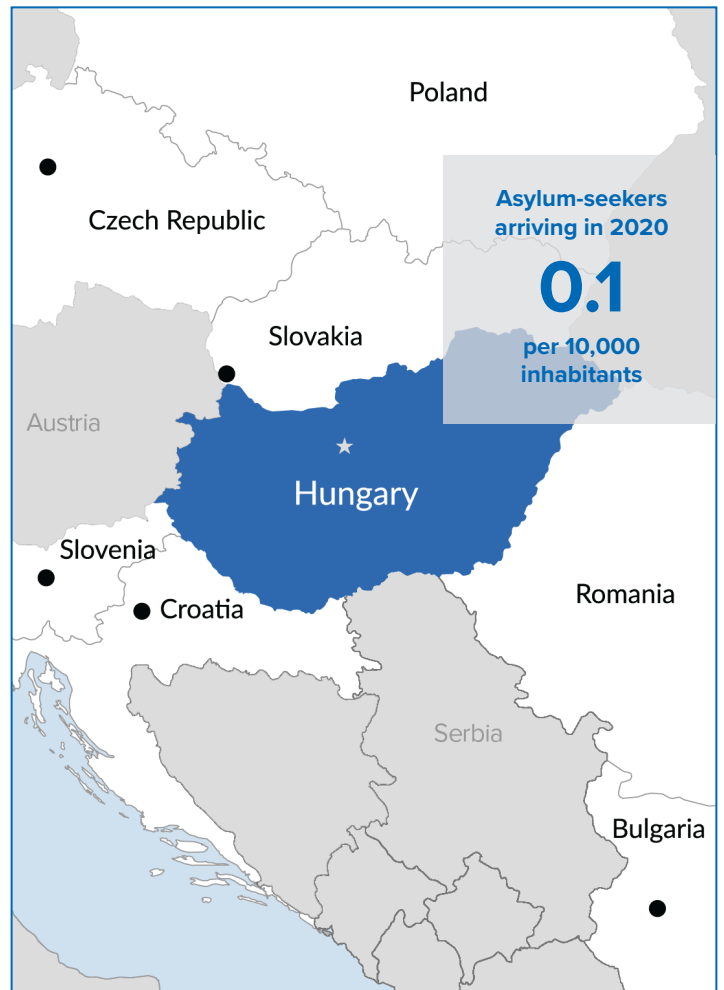 Poland
Asylum-seekers
arriving in 2020
0.1
per 10,000
inhabitants
Czech Republic
Slovakia
Austria
Hungary
Slovenia
Croatia
Romania
Serbia
Bulgaria